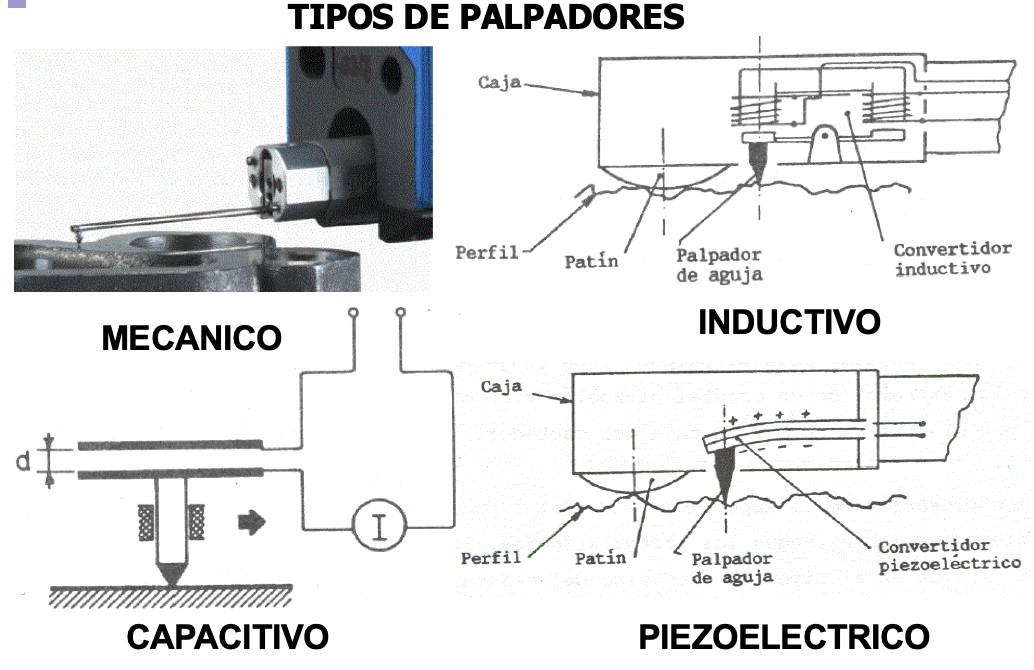 TIPOS DE PALPADORES
Caja
Perfil
Patín
Palpador
de aguja
Convertidor
inductivo
MECANICO
INDUCTIVO
d
I
Caja
+ + + +
- - -
Perfil
Patín
Palpador
de aguja
Convertidor
piezoeléctrico
CAPACITIVO
PIEZOELECTRICO